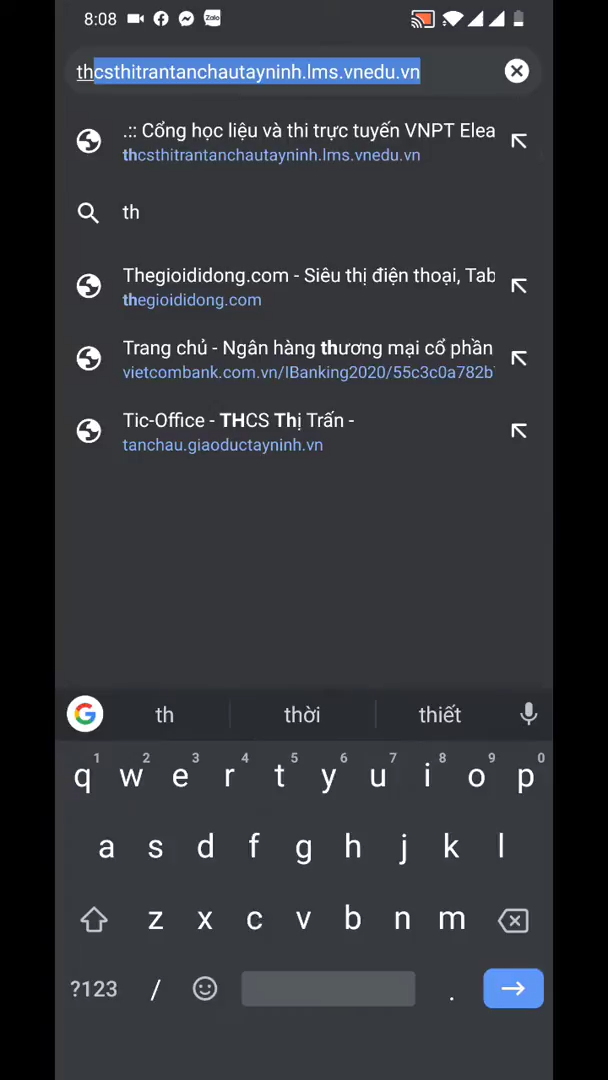 8:08 Zalo
thcsthitrantanchautayninh.lms.vnedu.vn
.:: Cổng học liệu và thi trực tuyến VNPT Elea
thcsthitrantanchautayninh.lms.vnedu.vn
th
Thegioididong.com - Siêu thị điện thoại, Tab
thegioididong.com
Trang chủ - Ngân hàng thương mại cổ phần
vietcombank.com.vn/IBanking2020/55c3c0a782b
Tic-Office - THCS Thị Trấn -
tanchau.giaoductayninh.vn
G th thời thiết
1 2 3 4 5 6 7 8 9 0
q w e r t y u i o p
a s d f g h j k l
z x c v b n m
?123 / .